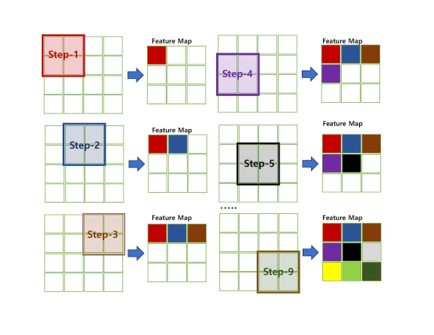 Feature Map
Step-1
Feature Map
Step-4
Feature Map
Step-2
Feature Map
Step-5
.....
Feature Map
Step-3
Feature Map
Step-9